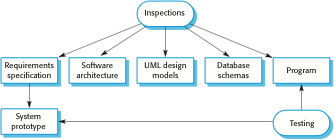 Inspections
Requirements
specification
Software
architecture
UML design
models
Database
schemas
Program
System
prototype
Testing